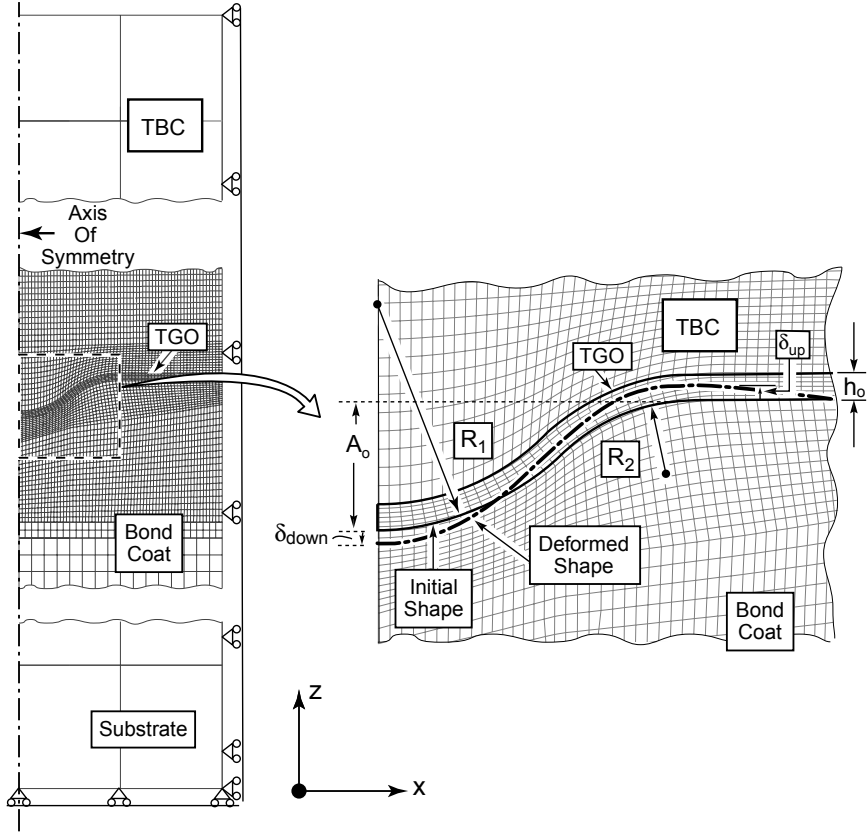 TBC
Axis
Of
Symmetry
TGO
Bond
Coat
Substrate
z
x
TBC
TGO
δup
ho
Ao
R1
R2
δdown
Initial
Shape
Deformed
Shape
Bond
Coat